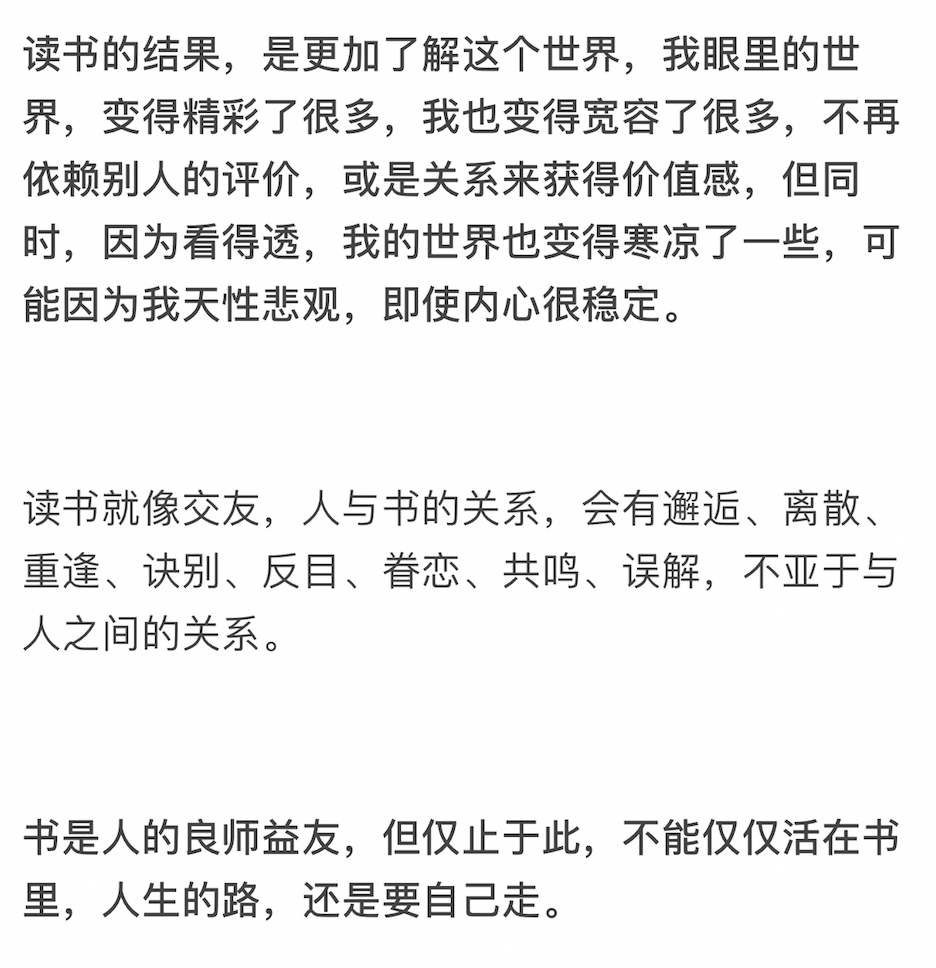 读书的结果，是更加了解这个世界，我眼里的世
界，变得精彩了很多，我也变得宽容了很多，不再
依赖别人的评价，或是关系来获得价值感，但同
时，因为看得透，我的世界也变得寒凉了一些，可
能因为我天性悲观，即使内心很稳定。
读书就像交友，人与书的关系，会有邂逅、离散、
重逢、诀别、反目、眷恋、共鸣、误解，不亚于与
人之间的关系。
书是人的良师益友，但仅止于此，不能仅仅活在书
里，人生的路，还是要自己走。